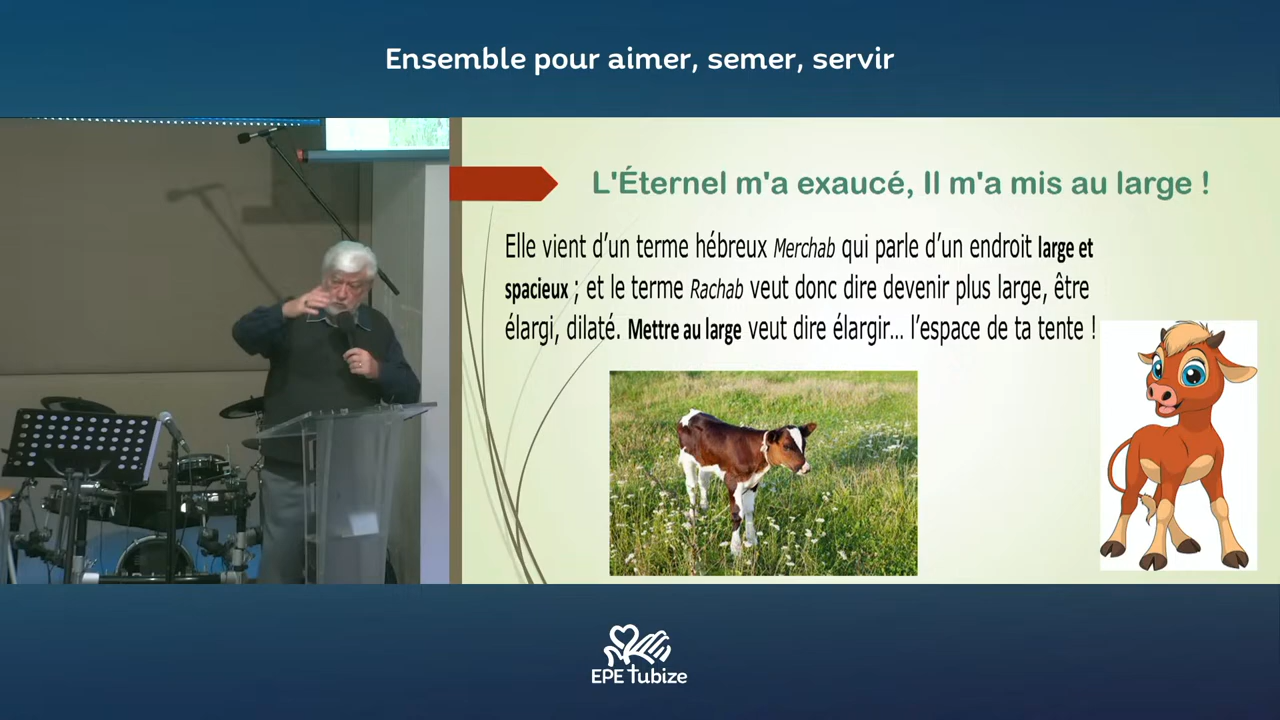 Ensemble pour aimer, semer, servir
L'Éternel m'a exaucé, Il m'a mis au large !
Elle vient d'un terme hébreux Merchab qui parle d'un endroit large et
spacieux ; et le terme Rachab veut donc dire devenir plus large, être
élargi, dilaté. Mettre au large veut dire élargir... l'espace de ta tente !
EPE Tubize